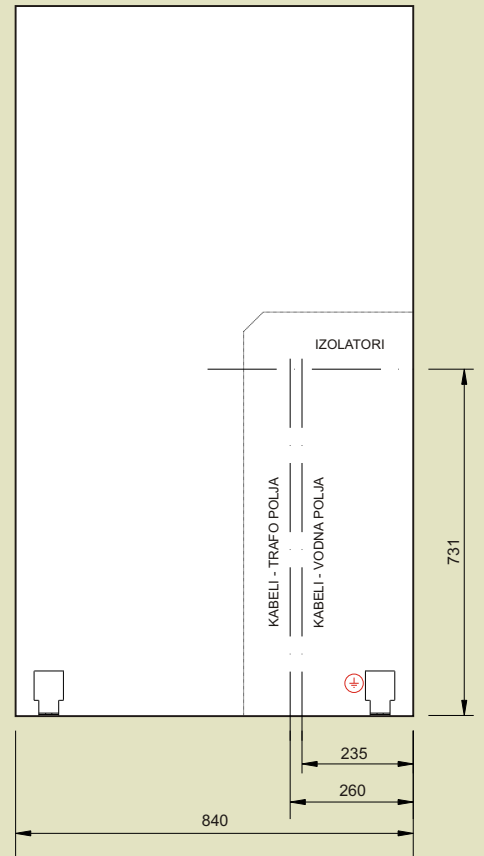 IZOLATORI
KABELI - TRAFO POLJA
KABELI - VODNA POLJA
731
235
260
840